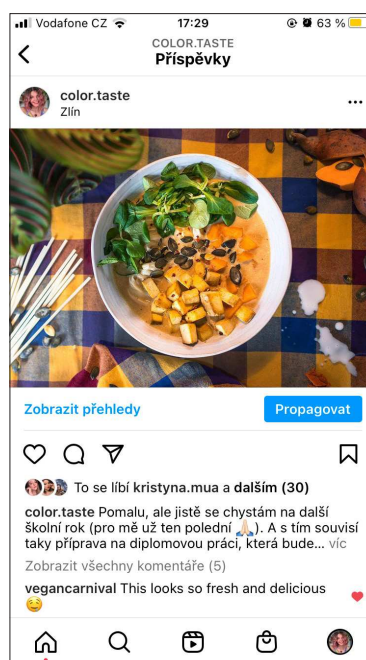 Vodafone CZ 17:29 63 %
COLOR.TASTE
Příspěvky
color.taste
Zlín
Zobrazit přehledy Propagovat
To se líbí kristyna.mua a dalším (30)
color.taste Pomalu, ale jistě se chystám na další
školní rok (pro mě už ten polední 🙏🏻). A s tím souvisí
taky příprava na diplomovou práci, která bude... víc
Zobrazit všechny komentáře (5)
vegancarnival This looks so fresh and delicious
😋